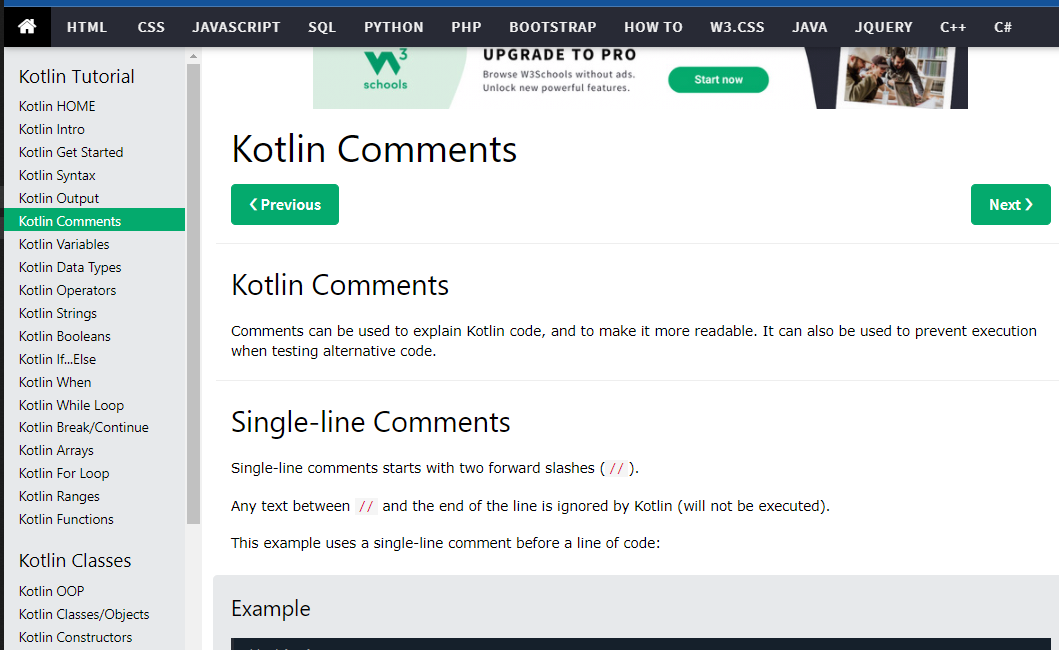 HTML CSS JAVASCRIPT SQL PYTHON PHP BOOTSTRAP HOW TO W3.CSS JAVA JQUERY C++ C#
Kotlin Tutorial
Kotlin HOME
Kotlin Intro
Kotlin Get Started
Kotlin Syntax
Kotlin Output
Kotlin Comments
Kotlin Variables
Kotlin Data Types
Kotlin Operators
Kotlin Strings
Kotlin Booleans
Kotlin If...Else
Kotlin When
Kotlin While Loop
Kotlin Break/Continue
Kotlin Arrays
Kotlin For Loop
Kotlin Ranges
Kotlin Functions
Kotlin Classes
Kotlin OOP
Kotlin Classes/Objects
Kotlin Constructors
W3
schools
UPGRADE TO PRO
Browse W3Schools without ads.
Unlock new powerful features.
Start now
Kotlin Comments
❮ Previous
Next ❯
Kotlin Comments
Comments can be used to explain Kotlin code, and to make it more readable. It can also be used to prevent execution
when testing alternative code.
Single-line Comments
Single-line comments starts with two forward slashes ( // ).
Any text between // and the end of the line is ignored by Kotlin (will not be executed).
This example uses a single-line comment before a line of code:
Example